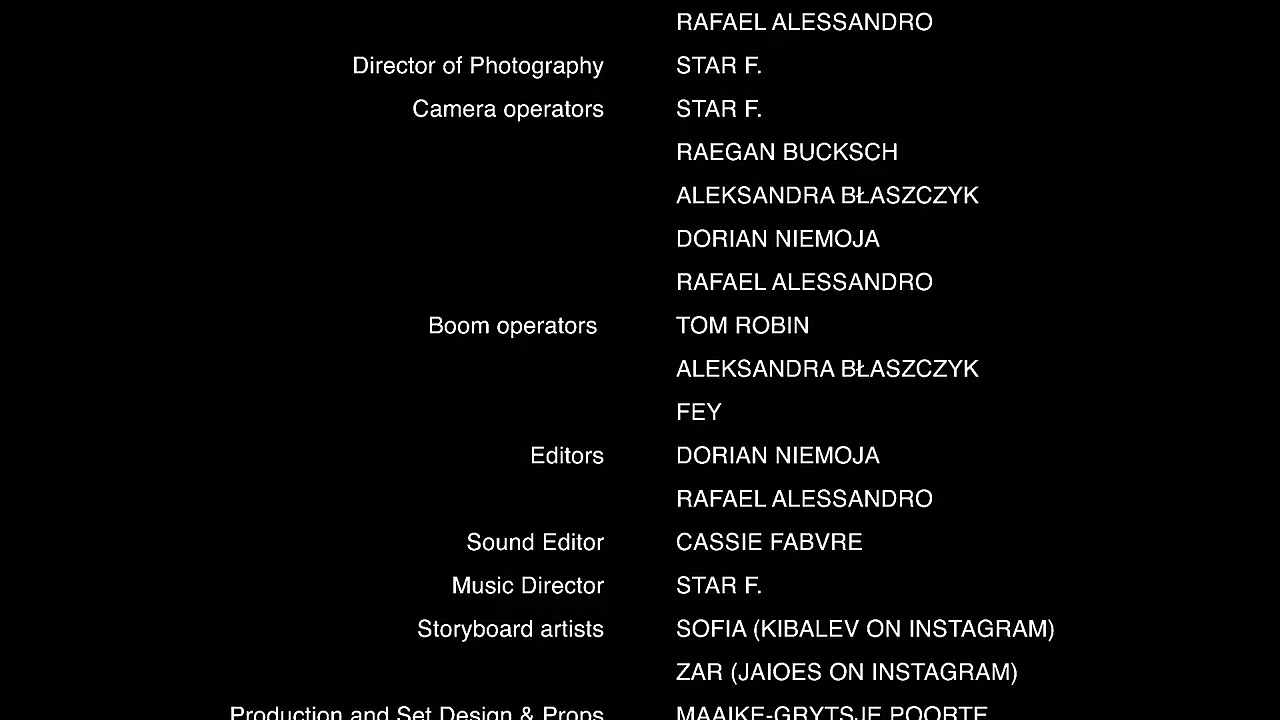 RAFAEL ALESSANDRO
Director of Photography STAR F.
Camera operators STAR F.
RAEGAN BUCKSCH
ALEKSANDRA BŁASZCZYK
DORIAN NIEMOJA
RAFAEL ALESSANDRO
Boom operators TOM ROBIN
ALEKSANDRA BŁASZCZYK
FEY
Editors DORIAN NIEMOJA
RAFAEL ALESSANDRO
Sound Editor CASSIE FABVRE
Music Director STAR F.
Storyboard artists SOFIA (KIBALEV ON INSTAGRAM)
ZAR (JAIOES ON INSTAGRAM)
Production and Set Design & Props MAAIKE-GRYTSJE POORTE